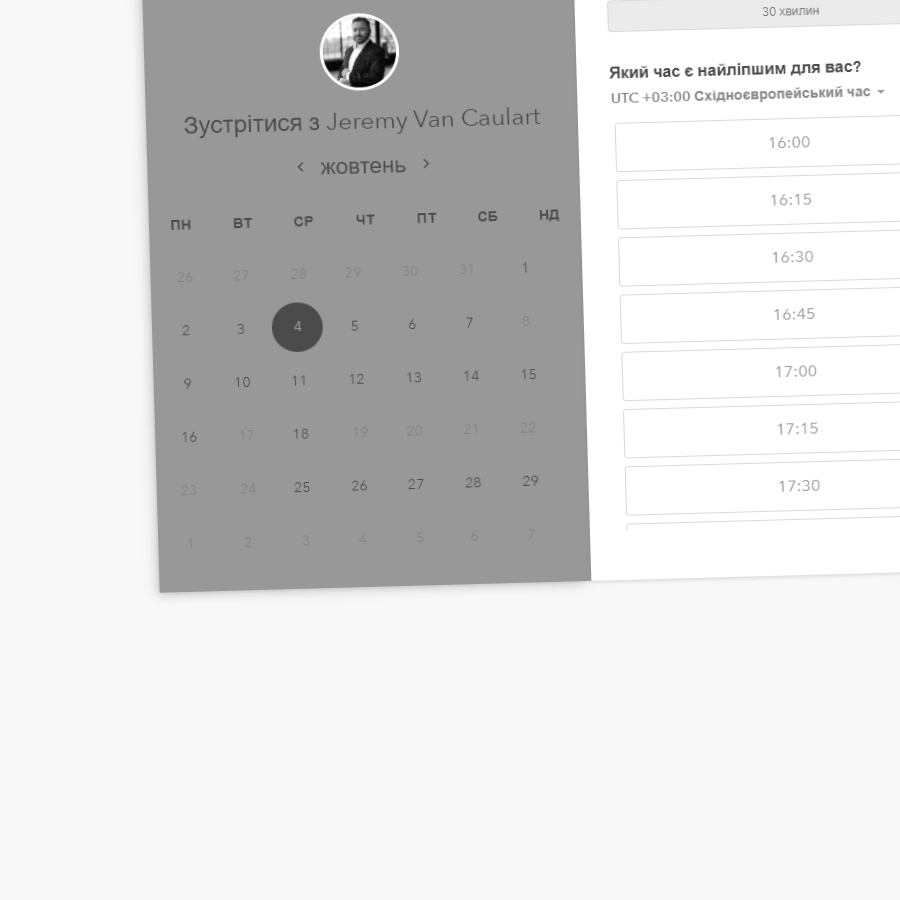 Зустрітися з Jeremy Van Caulart
жовтень
ПН ВТ СР ЧТ ПТ СБ НД
26 27 28 29 30 31 1
2 3 4 5 6 7 8
9 10 11 12 13 14 15
16 17 18 19 20 21 22
23 24 25 26 27 28 29
1 2 3 4 5 6 7
30 хвилин
Який час є найліпшим для вас?
UTC +03:00 Східноєвропейський час
16:00
16:15
16:30
16:45
17:00
17:15
17:30